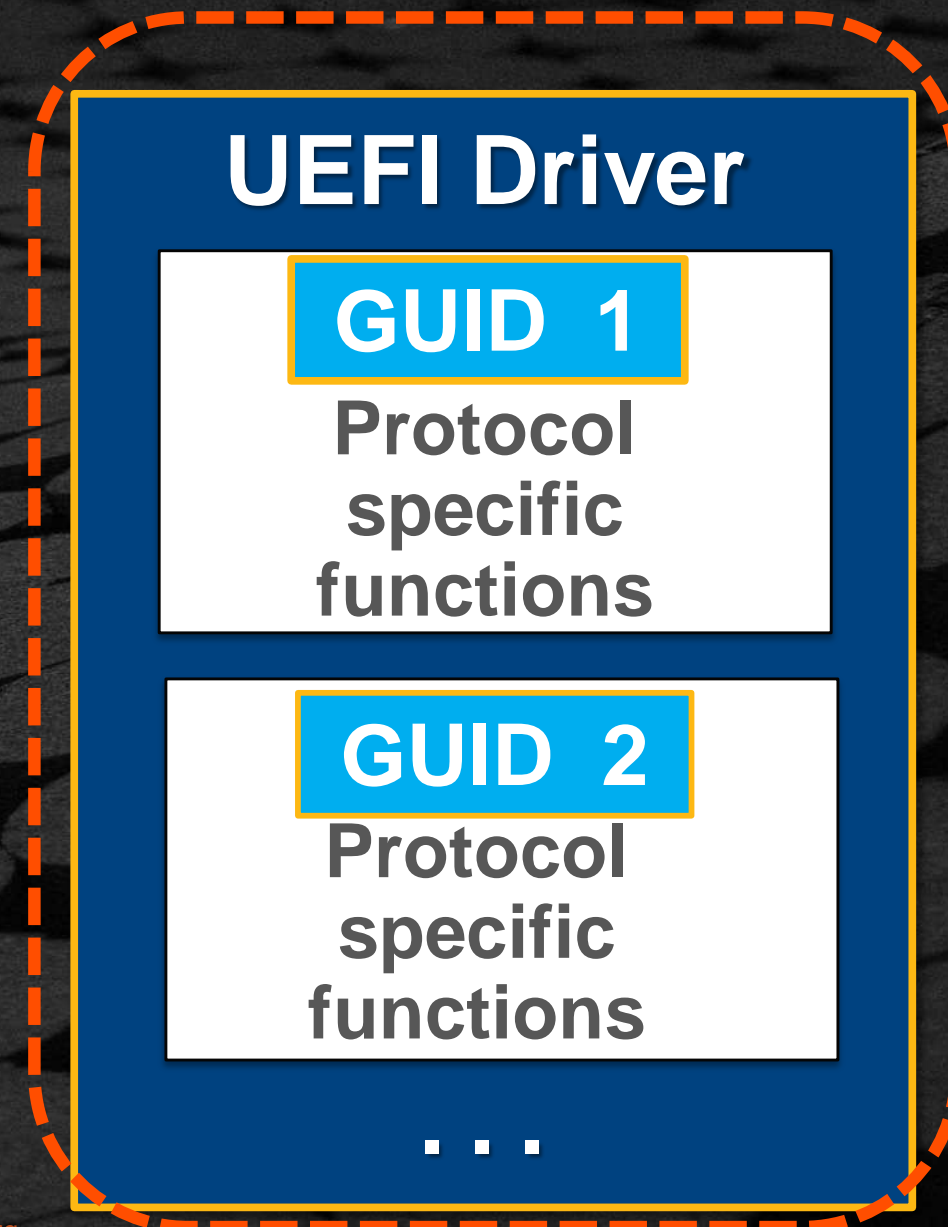 UEFI Driver
GUID 1
Protocol
specific
functions
GUID 2
Protocol
specific
functions
. . .